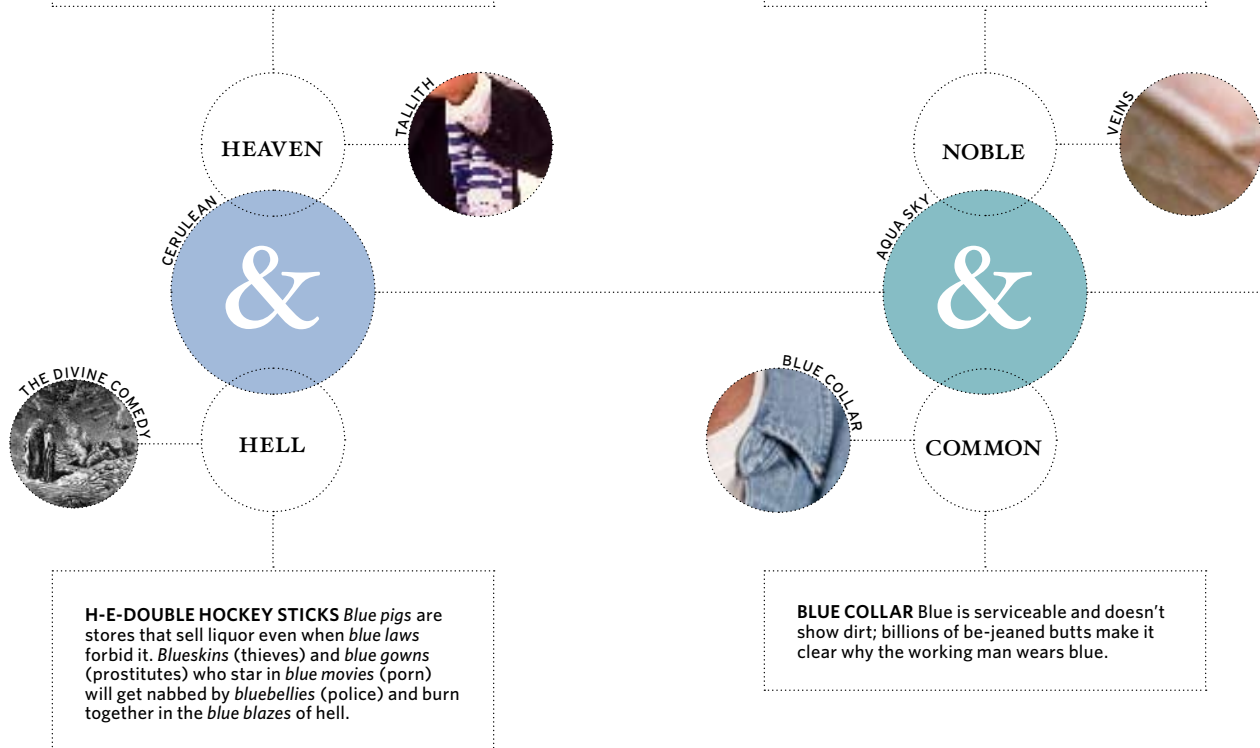 TALLITH
HEAVEN
CERULEAN
&
THE DIVINE COMEDY
HELL
H-E-DOUBLE HOCKEY STICKS Blue pigs are
stores that sell liquor even when blue laws
forbid it. Blueskins (thieves) and blue gowns
(prostitutes) who star in blue movies (porn)
will get nabbed by bluebellies (police) and burn
together in the blue blazes of hell.
VEINS
NOBLE
AQUA SKY
&
BLUE COLLAR
COMMON
BLUE COLLAR Blue is serviceable and doesn't
show dirt; billions of be-jeaned butts make it
clear why the working man wears blue.